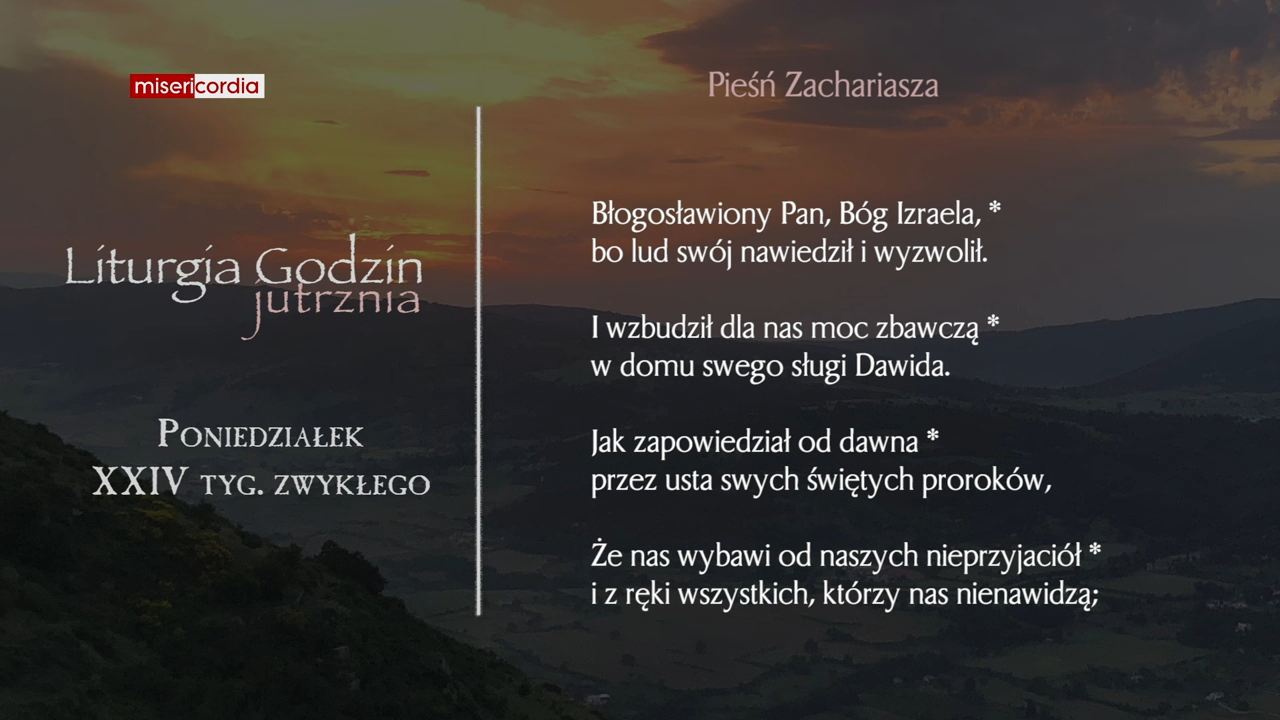 misericordia
Liturgia Godzin
jutrznia
Poniedziałek
XXIV tyg. zwykłego
Pieśń Zachariasza
Błogosławiony Pan, Bóg Izraela, *
bo lud swój nawiedził i wyzwolił.
I wzbudził dla nas moc zbawczą *
w domu swego sługi Dawida.
Jak zapowiedział od dawna *
przez usta swych świętych proroków,
Że nas wybawi od naszych nieprzyjaciół *
i z ręki wszystkich, którzy nas nienawidzą;